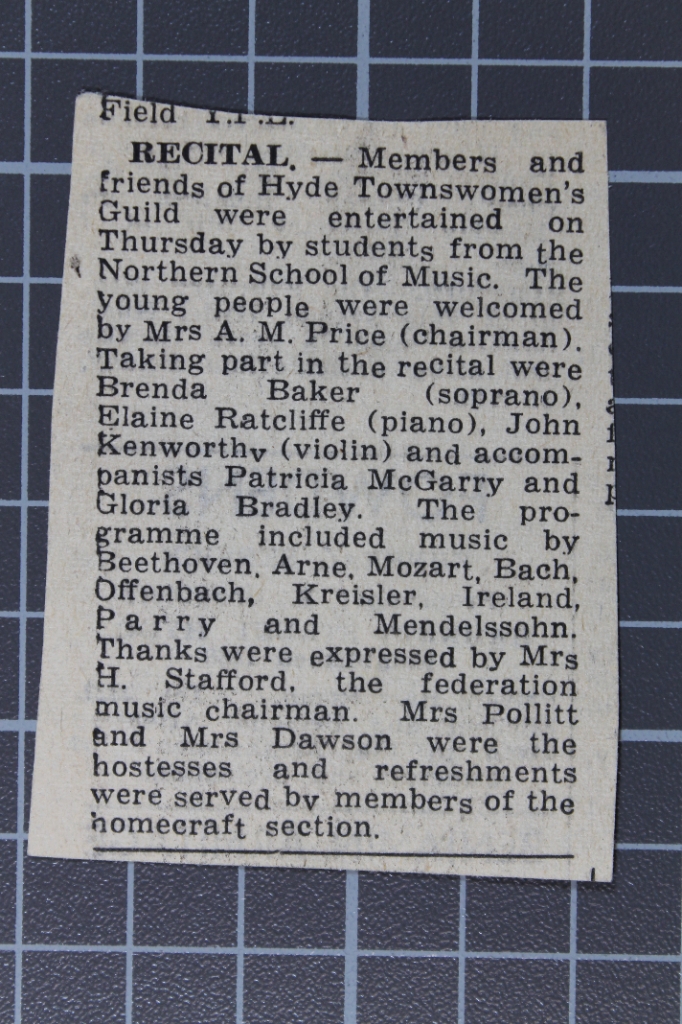 Field
RECITAL. — Members and
friends of Hyde Townswomen's
Guild were entertained on
Thursday by students from the
Northern School of Music. The
young people were welcomed
by Mrs A. M. Price (chairman).
Taking part in the recital were
Brenda Baker (soprano),
Elaine Ratcliffe (piano), John
Kenworthy (violin) and accom-
panists Patricia McGarry and
Gloria Bradley. The pro-
gramme included music by
Beethoven, Arne, Mozart, Bach,
Offenbach, Kreisler, Ireland,
Parry and Mendelssohn.
Thanks were expressed by Mrs
H. Stafford, the federation
music chairman. Mrs Pollitt
and Mrs Dawson were the
hostesses and refreshments
were served by members of the
homecraft section.